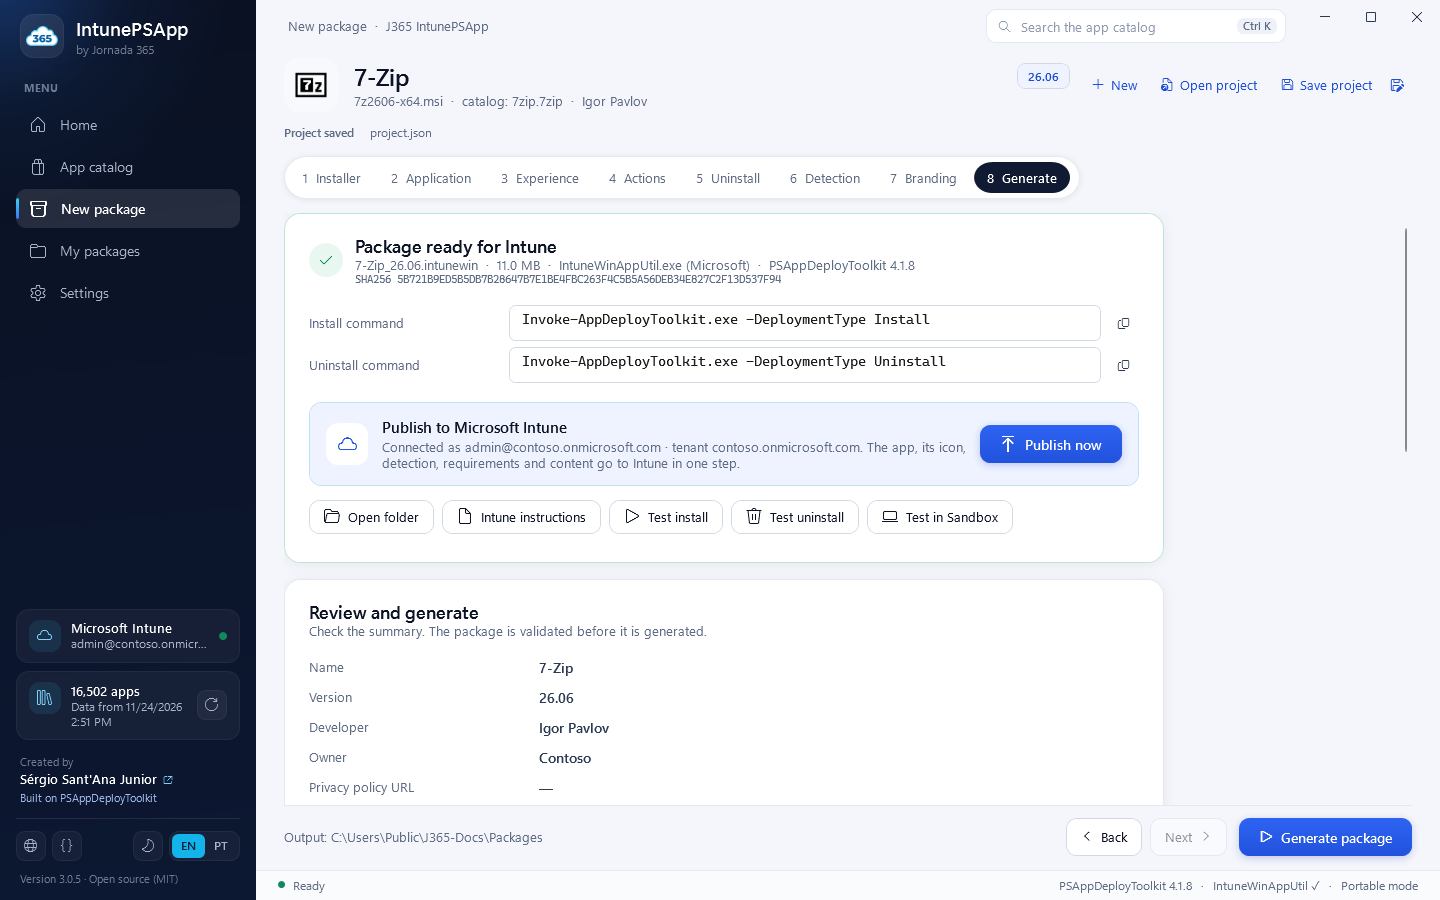 365
IntunePSApp
by Jornada 365
MENU
Home
App catalog
New package
My packages
Settings
Microsoft Intune
admin@contoso.onmicr...
16,502 apps
Data from 11/24/2026
2:51 PM
Created by
Sérgio Sant'Ana Junior
Built on PSAppDeployToolkit
EN PT
Version 3.0.5 · Open source (MIT)
New package · J365 IntunePSApp
Search the app catalog Ctrl K
7z
7-Zip
7z2606-x64.msi · catalog: 7zip.7zip · Igor Pavlov
26.06
New
Open project
Save project
Project saved project.json
1 Installer
2 Application
3 Experience
4 Actions
5 Uninstall
6 Detection
7 Branding
8 Generate
Package ready for Intune
7-Zip_26.06.intunewin · 11.0 MB · IntuneWinAppUtil.exe (Microsoft) · PSAppDeployToolkit 4.1.8
SHA256 5B721B9ED5B5DB7B28647B7E1BE4FBC263F4C5B5A56DEB34E827C2F13D537F94
Install command Invoke-AppDeployToolkit.exe -DeploymentType Install
Uninstall command Invoke-AppDeployToolkit.exe -DeploymentType Uninstall
Publish to Microsoft Intune
Connected as admin@contoso.onmicrosoft.com · tenant contoso.onmicrosoft.com. The app, its icon,
detection, requirements and content go to Intune in one step.
Publish now
Open folder
Intune instructions
Test install
Test uninstall
Test in Sandbox
Review and generate
Check the summary. The package is validated before it is generated.
Name 7-Zip
Version 26.06
Developer Igor Pavlov
Owner Contoso
Privacy policy URL —
Output: C:\Users\Public\J365-Docs\Packages
Back
Next
Generate package
Ready
PSAppDeployToolkit 4.1.8 · IntuneWinAppUtil ✓ · Portable mode